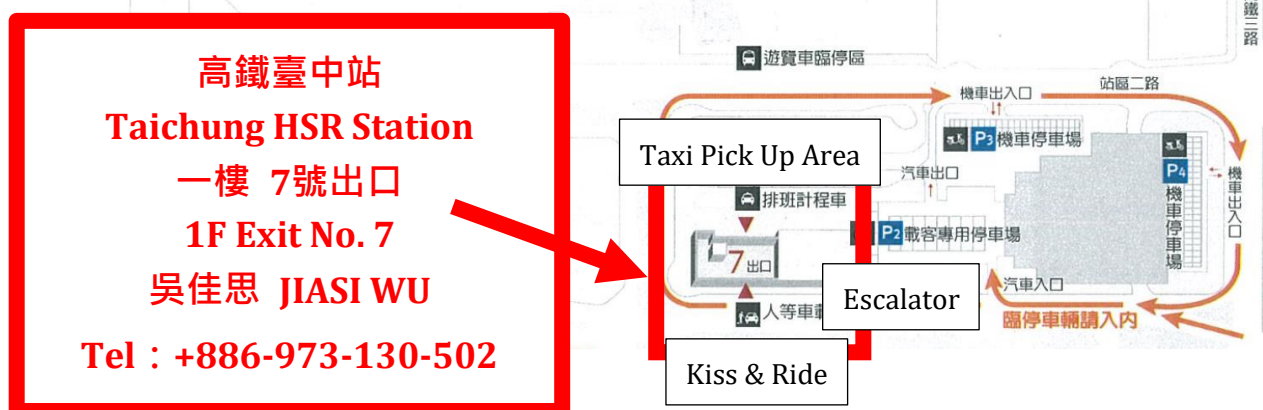 高鐵臺中站
Taichung HSR Station
一樓 7號出口
1F Exit No. 7
吳佳思 JIASI WU
Tel：+886-973-130-502
鐵三路
遊覽車臨停區
機車出入口
站區二路
Taxi Pick Up Area
P3 機車停車場
汽車出口
P4
機車停車場
機車出入口
排班計程車
P2 載客專用停車場
7 出口
人等車
Escalator
汽車入口
臨停車輛請入內
Kiss & Ride